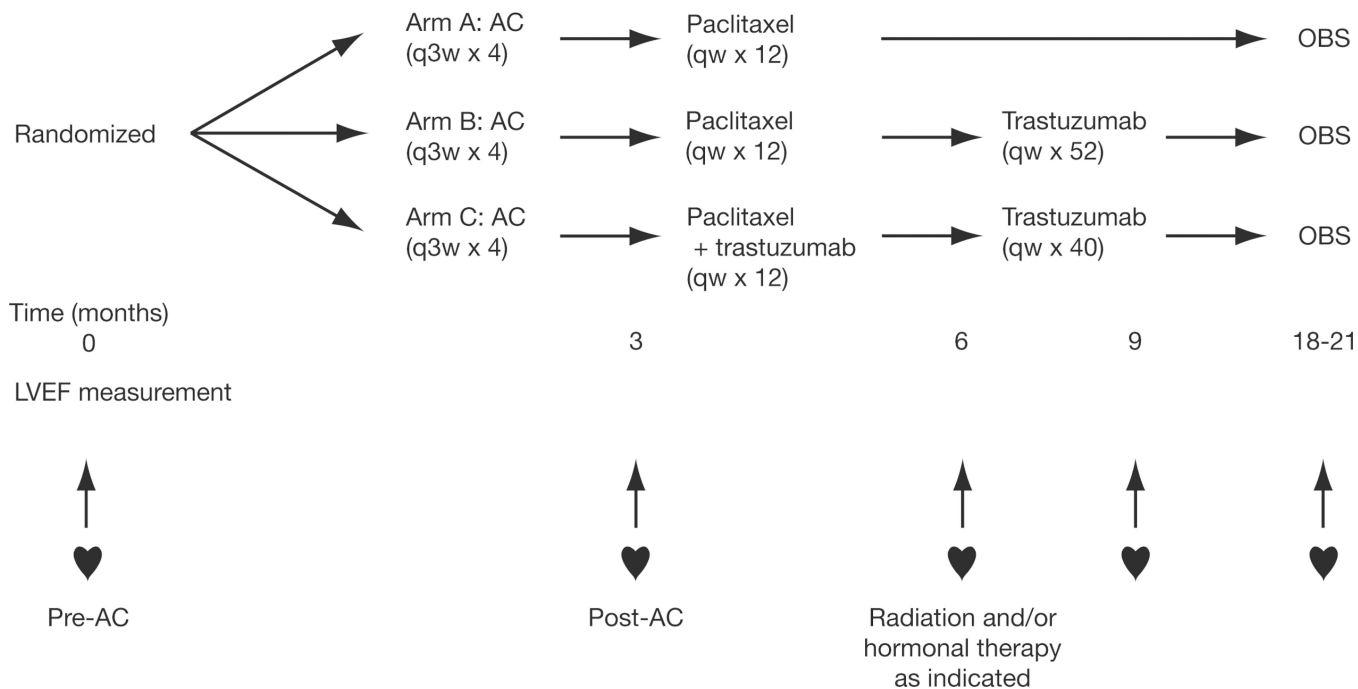 Arm A: AC
(q3w x 4)
Paclitaxel
(qw x 12)
OBS
Randomized
Arm B: AC
(q3w x 4)
Paclitaxel
(qw x 12)
Trastuzumab
(qw x 52)
OBS
Arm C: AC
(q3w x 4)
Paclitaxel
+ trastuzumab
(qw x 12)
Trastuzumab
(qw x 40)
OBS
Time (months)
0 3 6 9 18-21
LVEF measurement
Pre-AC
Post-AC
Radiation and/or
hormonal therapy
as indicated